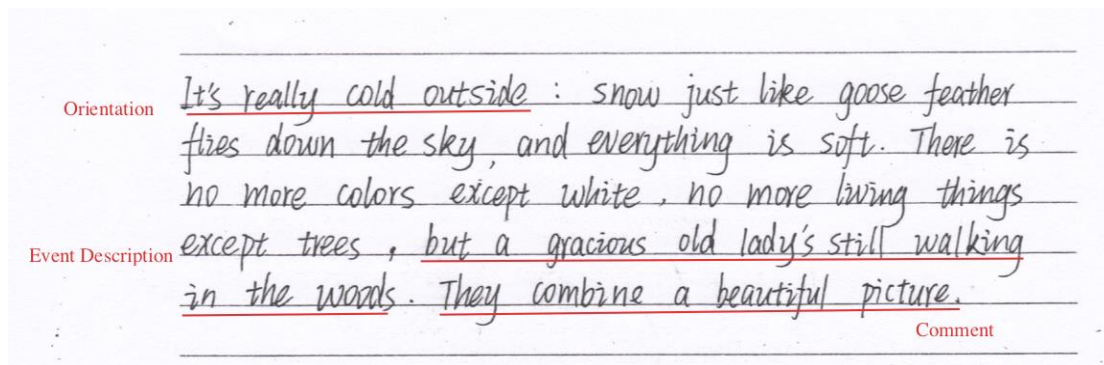 Orientation It's really cold outside : snow just like goose feather
flies down the sky, and everything is soft. There is
no more colors except white, no more living things
Event Description except trees, but a gracious old lady's still walking
in the woods. They combine a beautiful picture.
Comment